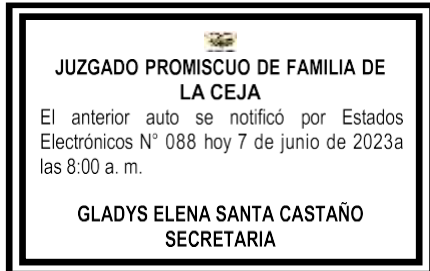 JUZGADO PROMISCUO DE FAMILIA DE
LA CEJA
El anterior auto se notificó por Estados
Electrónicos N° 088 hoy 7 de junio de 2023a
las 8:00 a. m.
GLADYS ELENA SANTA CASTAÑO
SECRETARIA